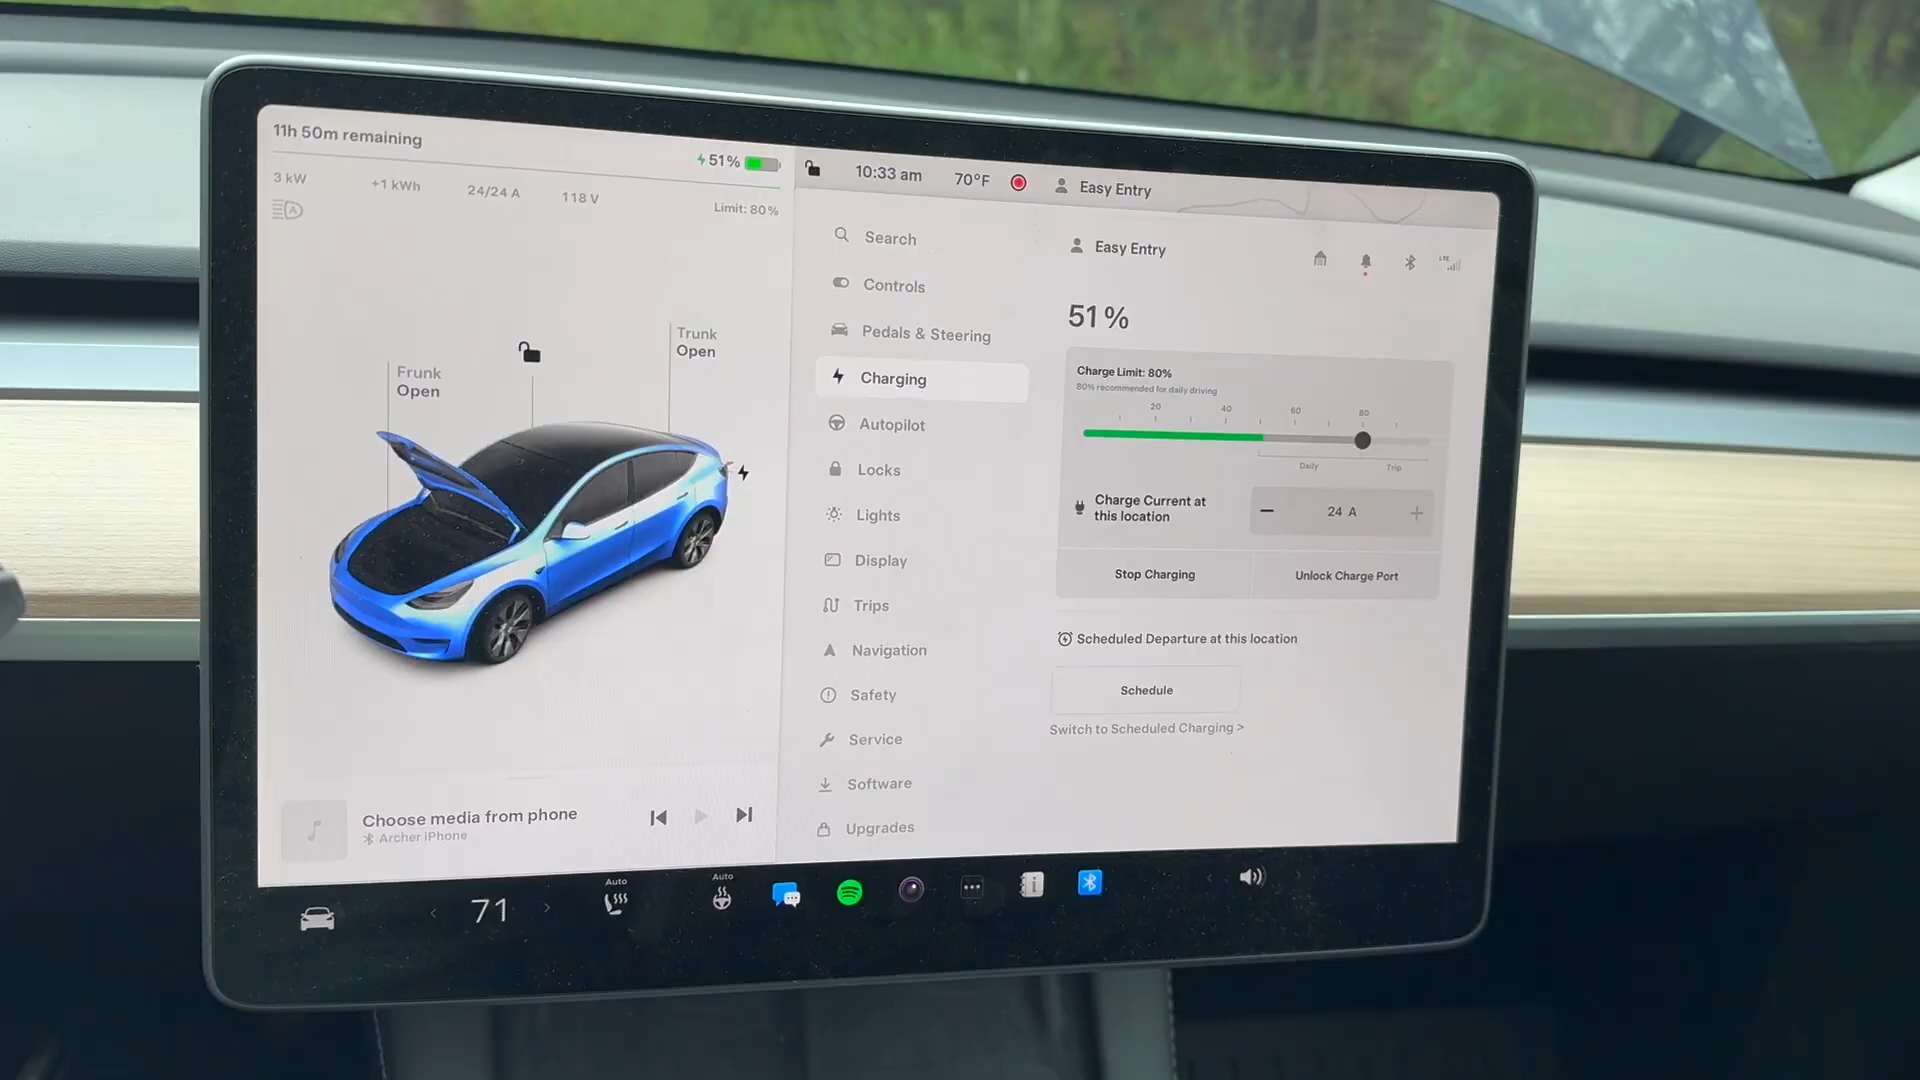 11h 50m remaining
51%
3 kW
+1 kWh
24/24 A
118 V
Limit: 80%
Frunk
Open
Trunk
Open
Choose media from phone
Archer iPhone
10:33 am
70°F
Easy Entry
Search
Controls
Pedals & Steering
Charging
Autopilot
Locks
Lights
Display
Trips
Navigation
Safety
Service
Software
Upgrades
Easy Entry
LTE
51 %
Charge Limit: 80%
80% recommended for daily driving
20 40 60 80
Daily Trip
Charge Current at
this location
24 A
Stop Charging
Unlock Charge Port
Scheduled Departure at this location
Schedule
Switch to Scheduled Charging >
71
Auto
Auto